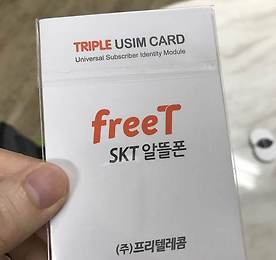 TRIPLE USIM CARD
Universal Subscriber Identity Module
freeT
SKT 알뜰폰
(주)프리텔레콤